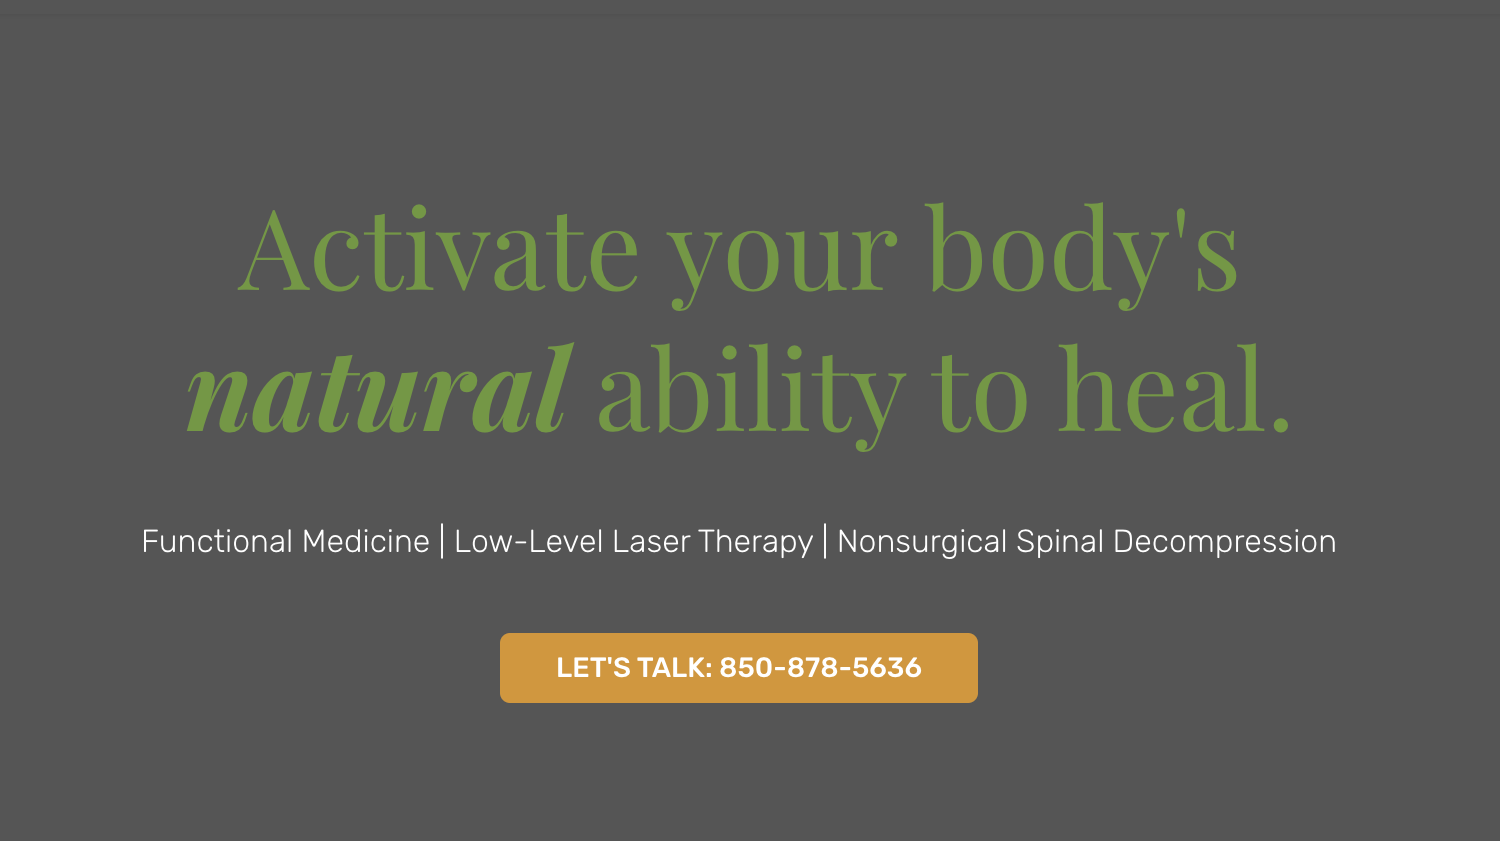 Activate your body's
natural ability to heal.
Functional Medicine | Low-Level Laser Therapy | Nonsurgical Spinal Decompression
LET'S TALK: 850-878-5636